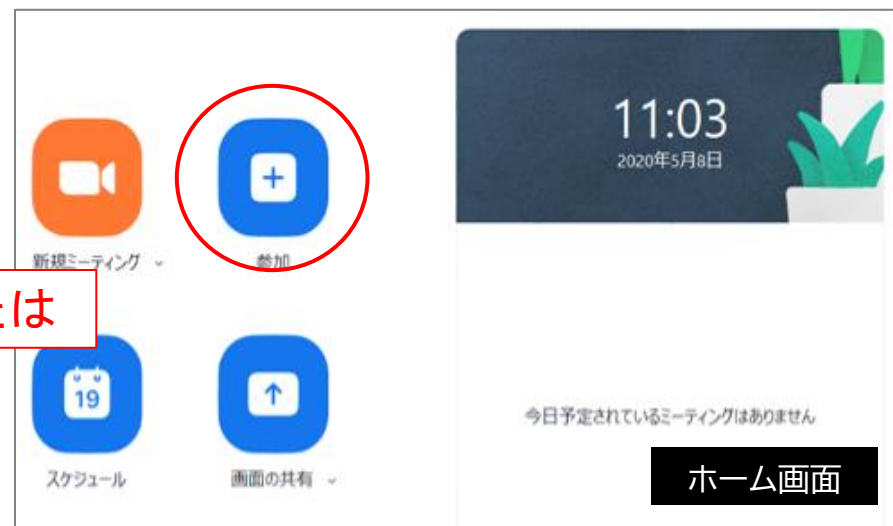 11:03
2020年5月8日
新規ミーティング
参加
とは
19
スケジュール
画面の共有
今日予定されているミーティングはありません
ホーム画面